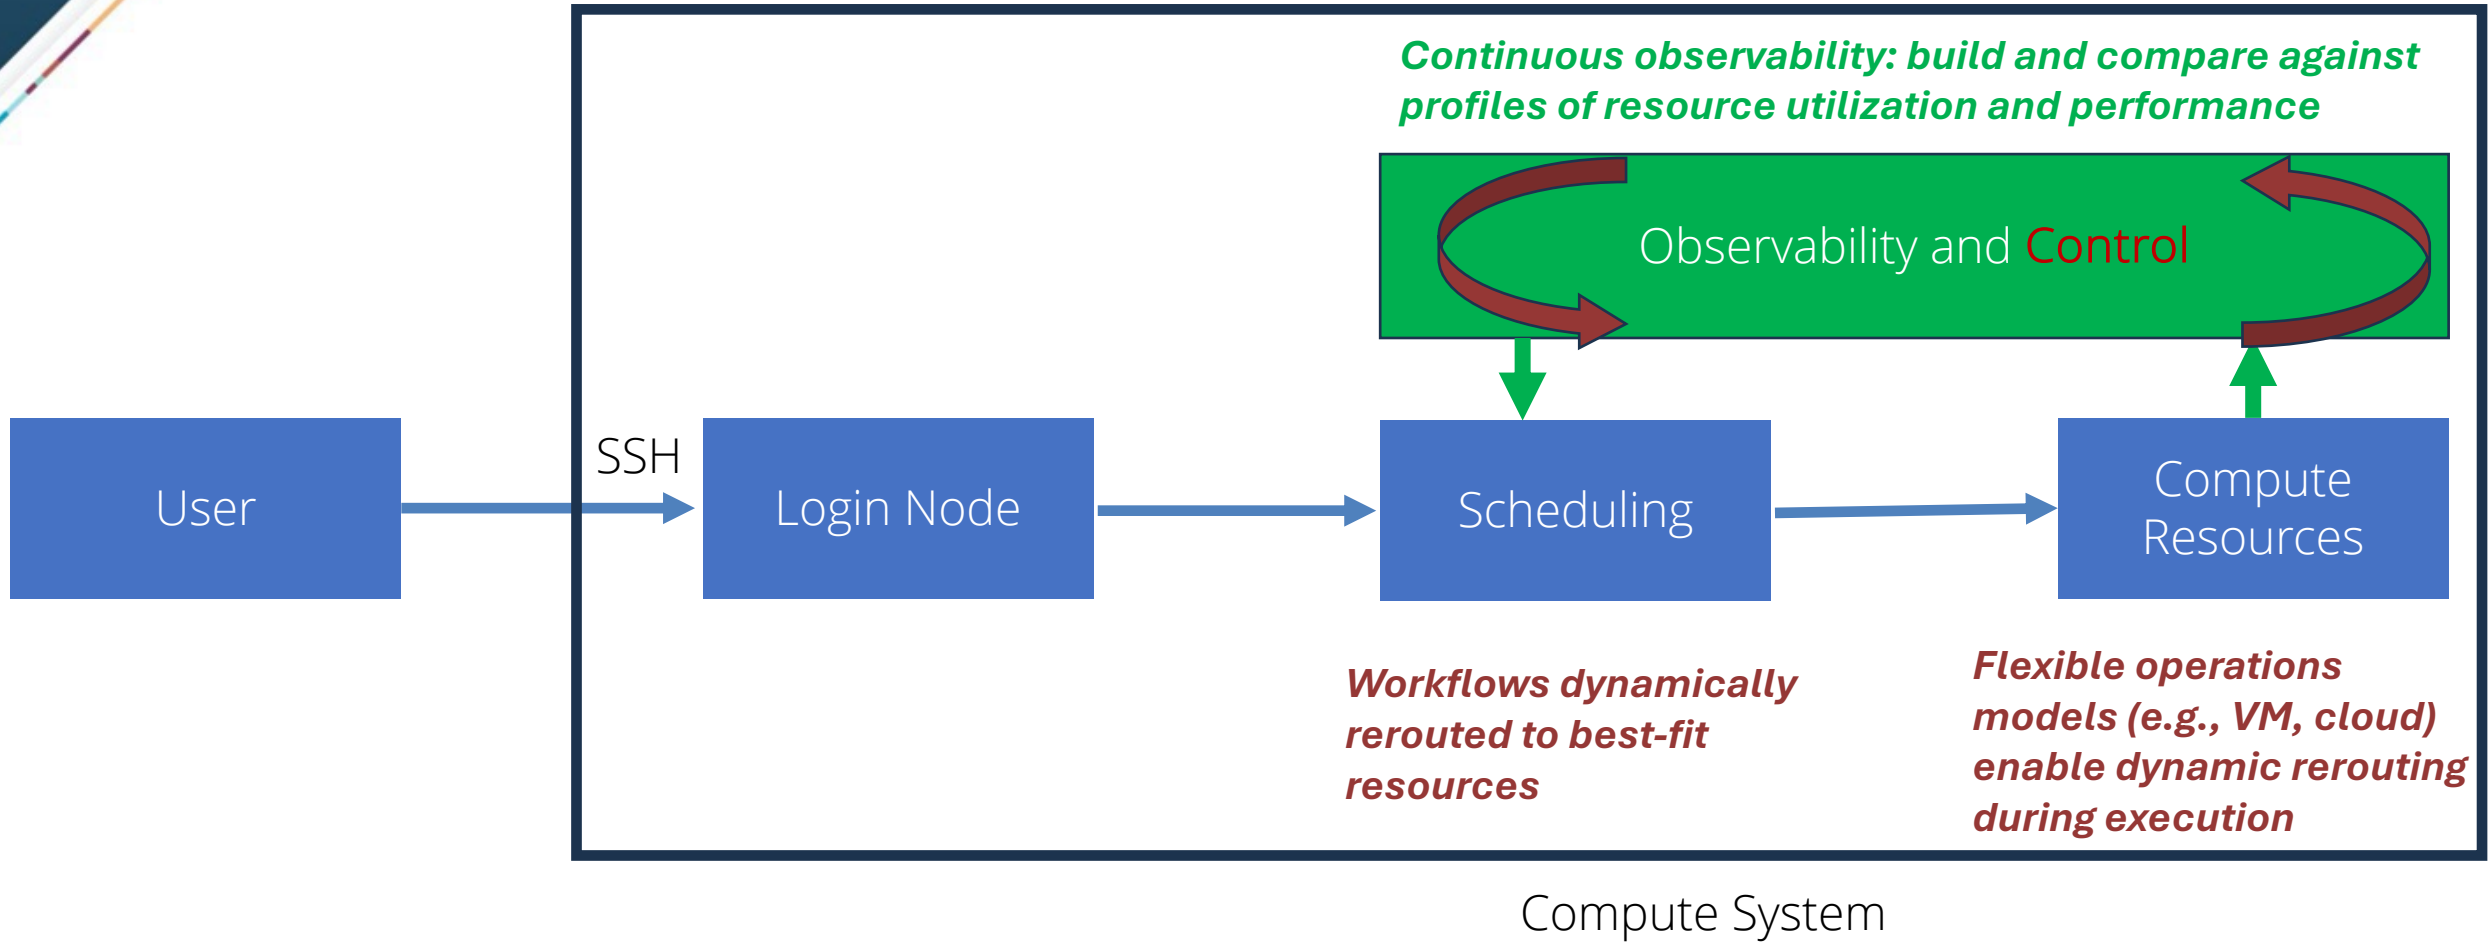 Continuous observability: build and compare against
profiles of resource utilization and performance
Observability and Control
User
SSH
Login Node
Scheduling
Compute
Resources
Workflows dynamically
rerouted to best-fit
resources
Flexible operations
models (e.g., VM, cloud)
enable dynamic rerouting
during execution
Compute System